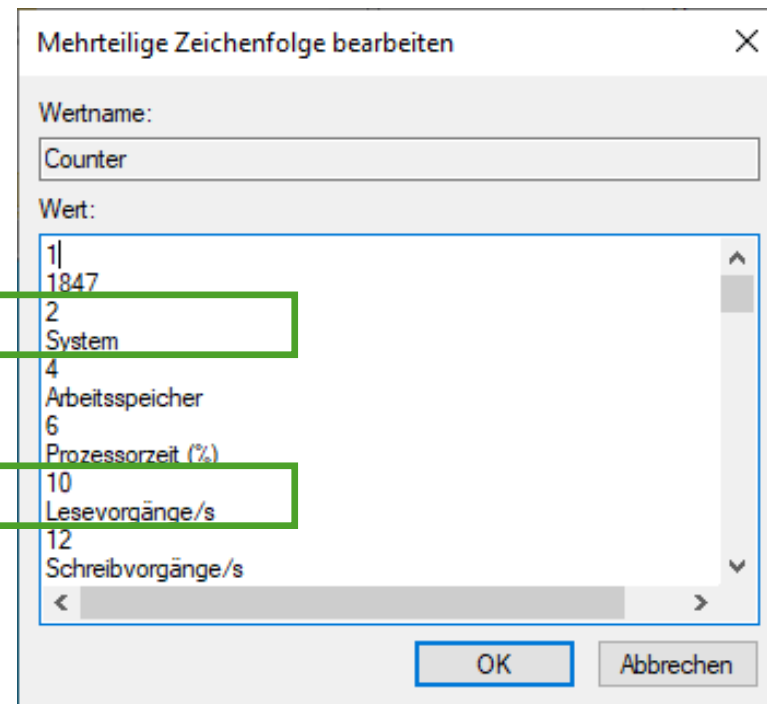 Mehrteilige Zeichenfolge bearbeiten
Wertname:
Counter
Wert:
1
1847
2
System
4
Arbeitsspeicher
6
Prozessorzeit (%)
10
Lesevorgänge/s
12
Schreibvorgänge/s
OK
Abbrechen